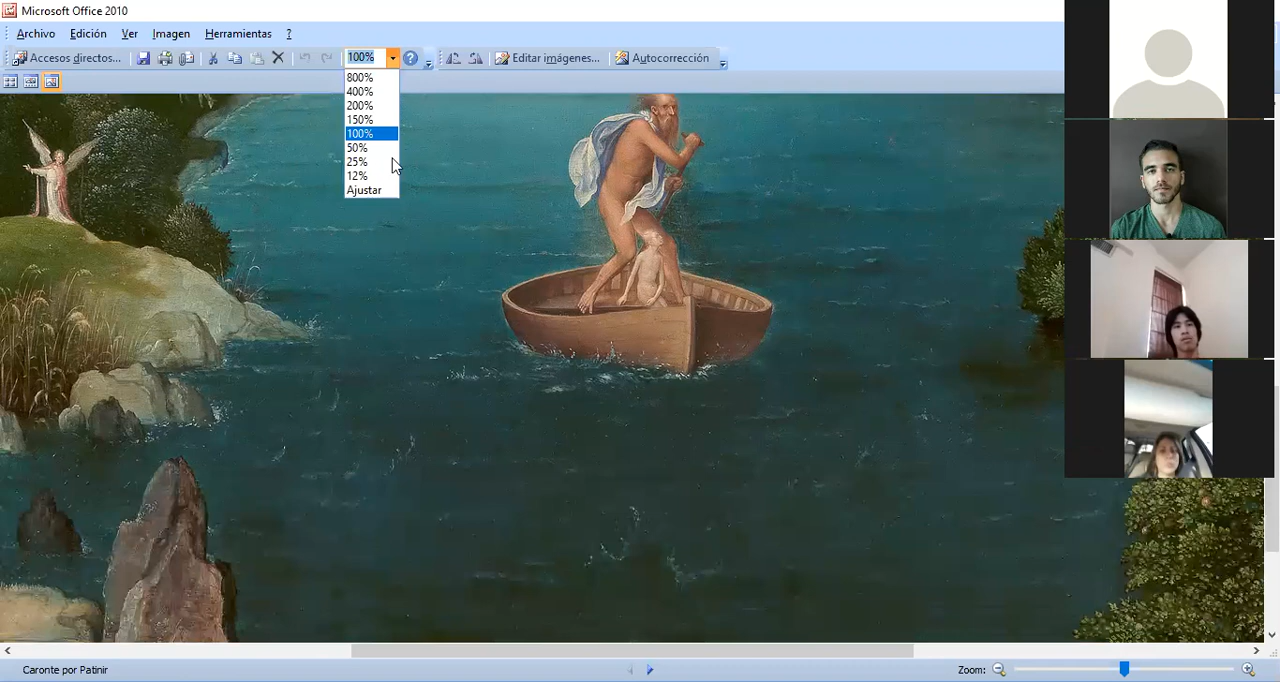 Microsoft Office 2010
Archivo Edición Ver Imagen Herramientas ?
Accesos directos... 100% Editar imágenes... Autocorrección
800%
400%
200%
150%
100%
50%
25%
12%
Ajustar
Caronte por Patinir Zoom: